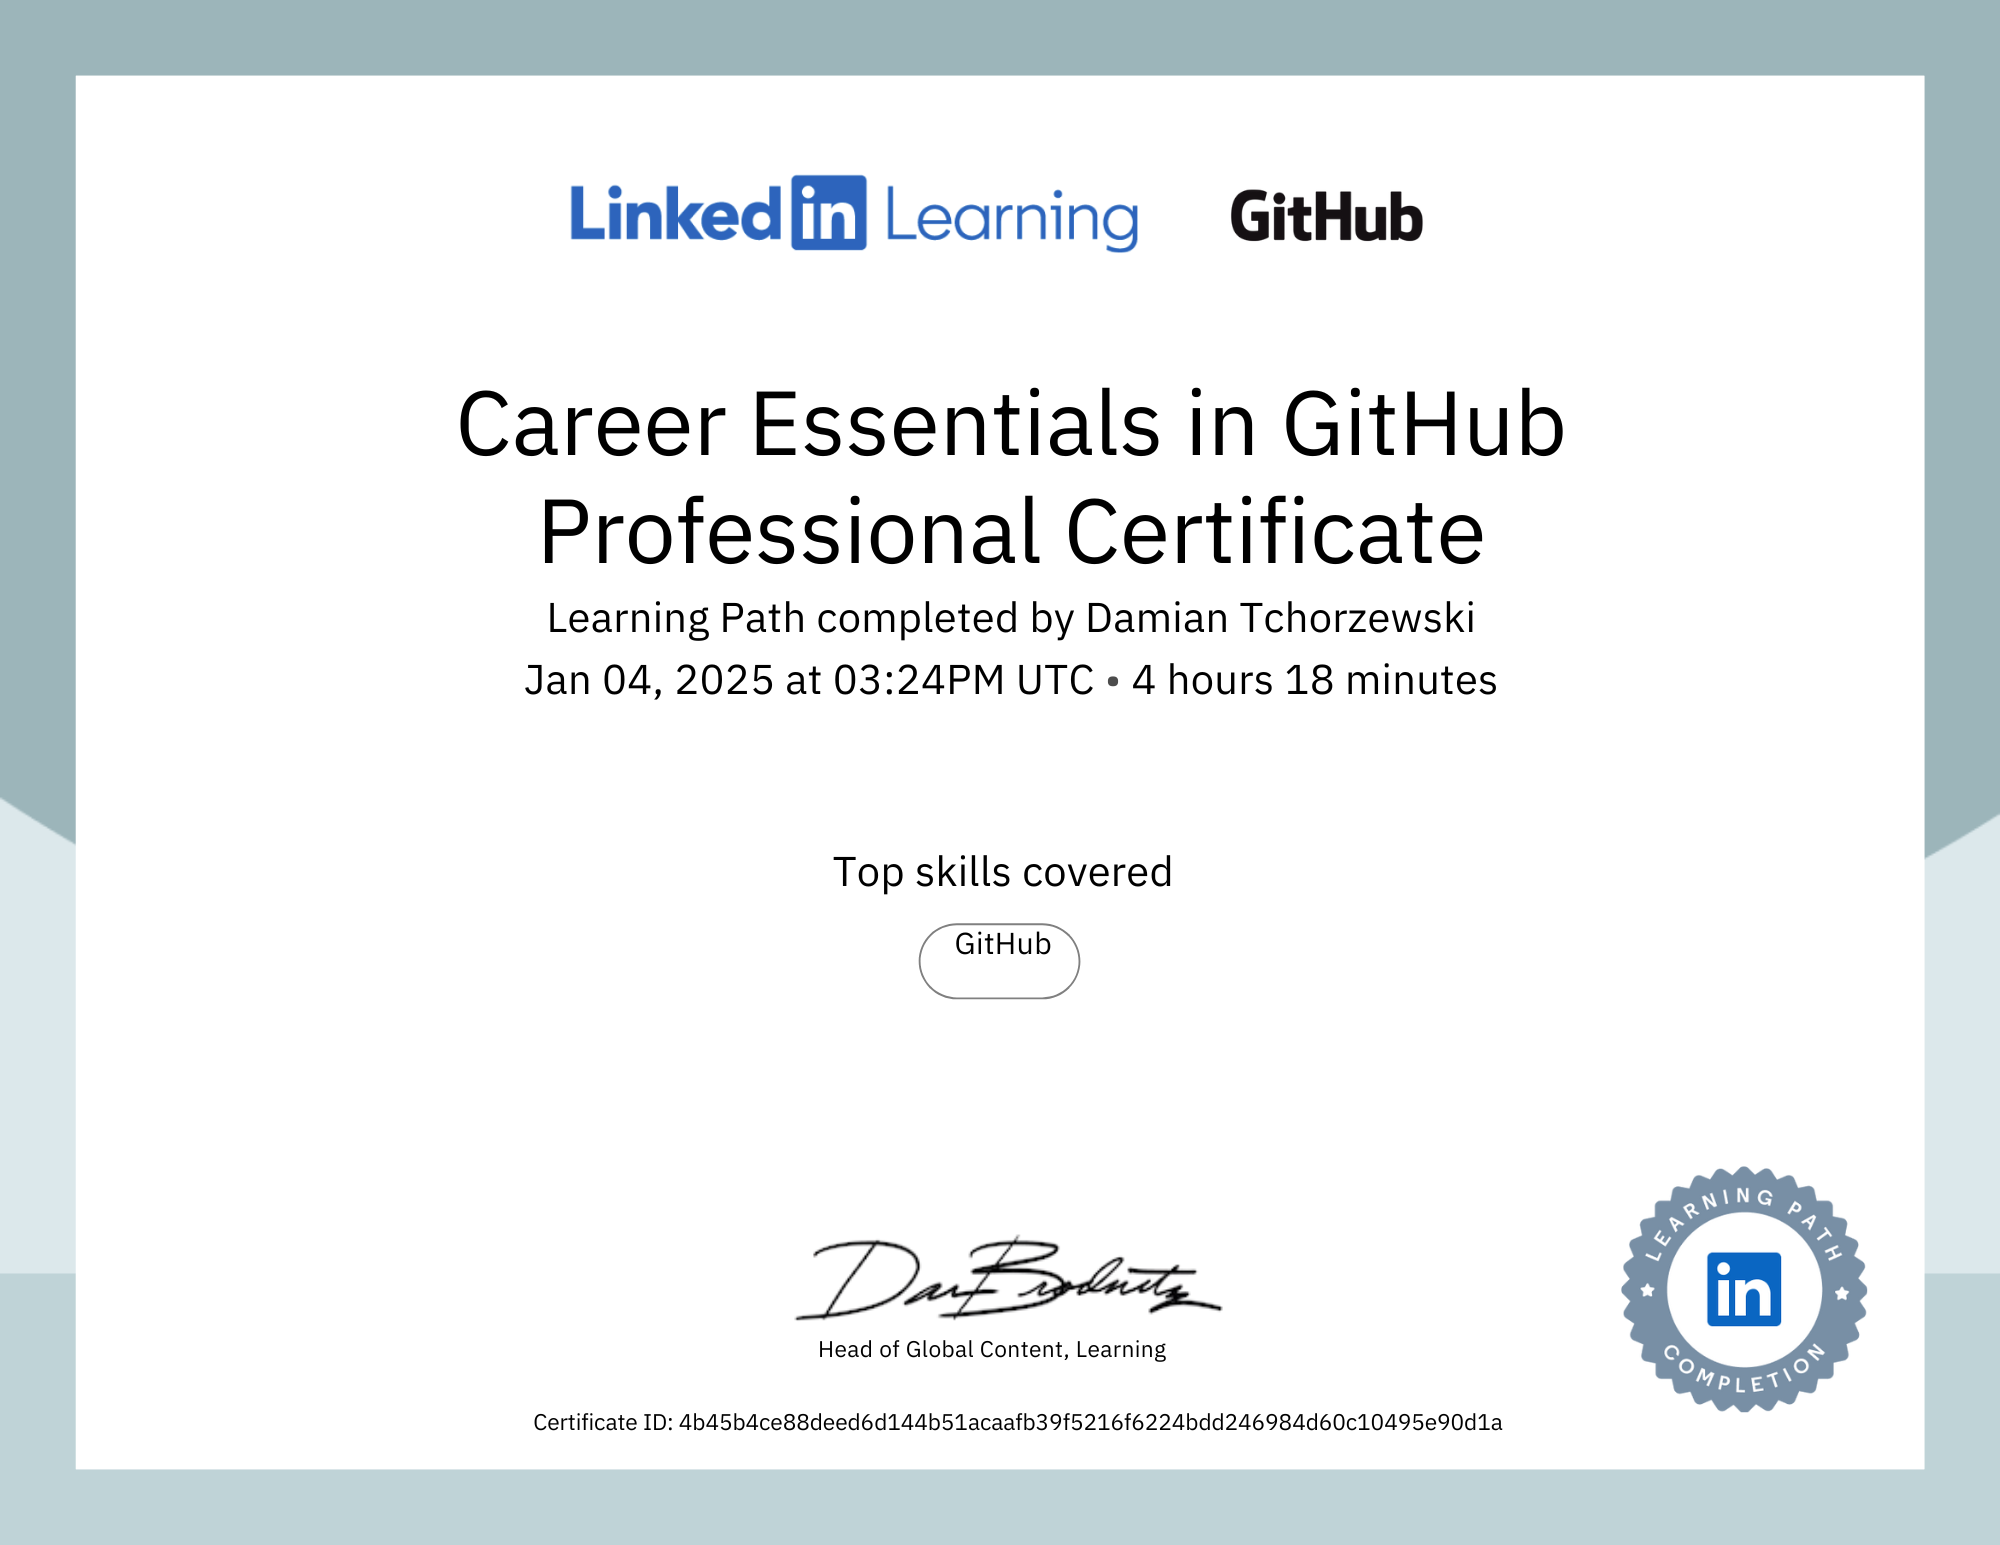 LinkedIn Learning GitHub
Career Essentials in GitHub
Professional Certificate
Learning Path completed by Damian Tchorzewski
Jan 04, 2025 at 03:24PM UTC • 4 hours 18 minutes
Top skills covered
GitHub
Dan Brodnitz
Head of Global Content, Learning
Certificate ID: 4b45b4ce88deed6d144b51acaafb39f5216f6224bdd246984d60c10495e90d1a
LEARNING PATH
in
COMPLETION